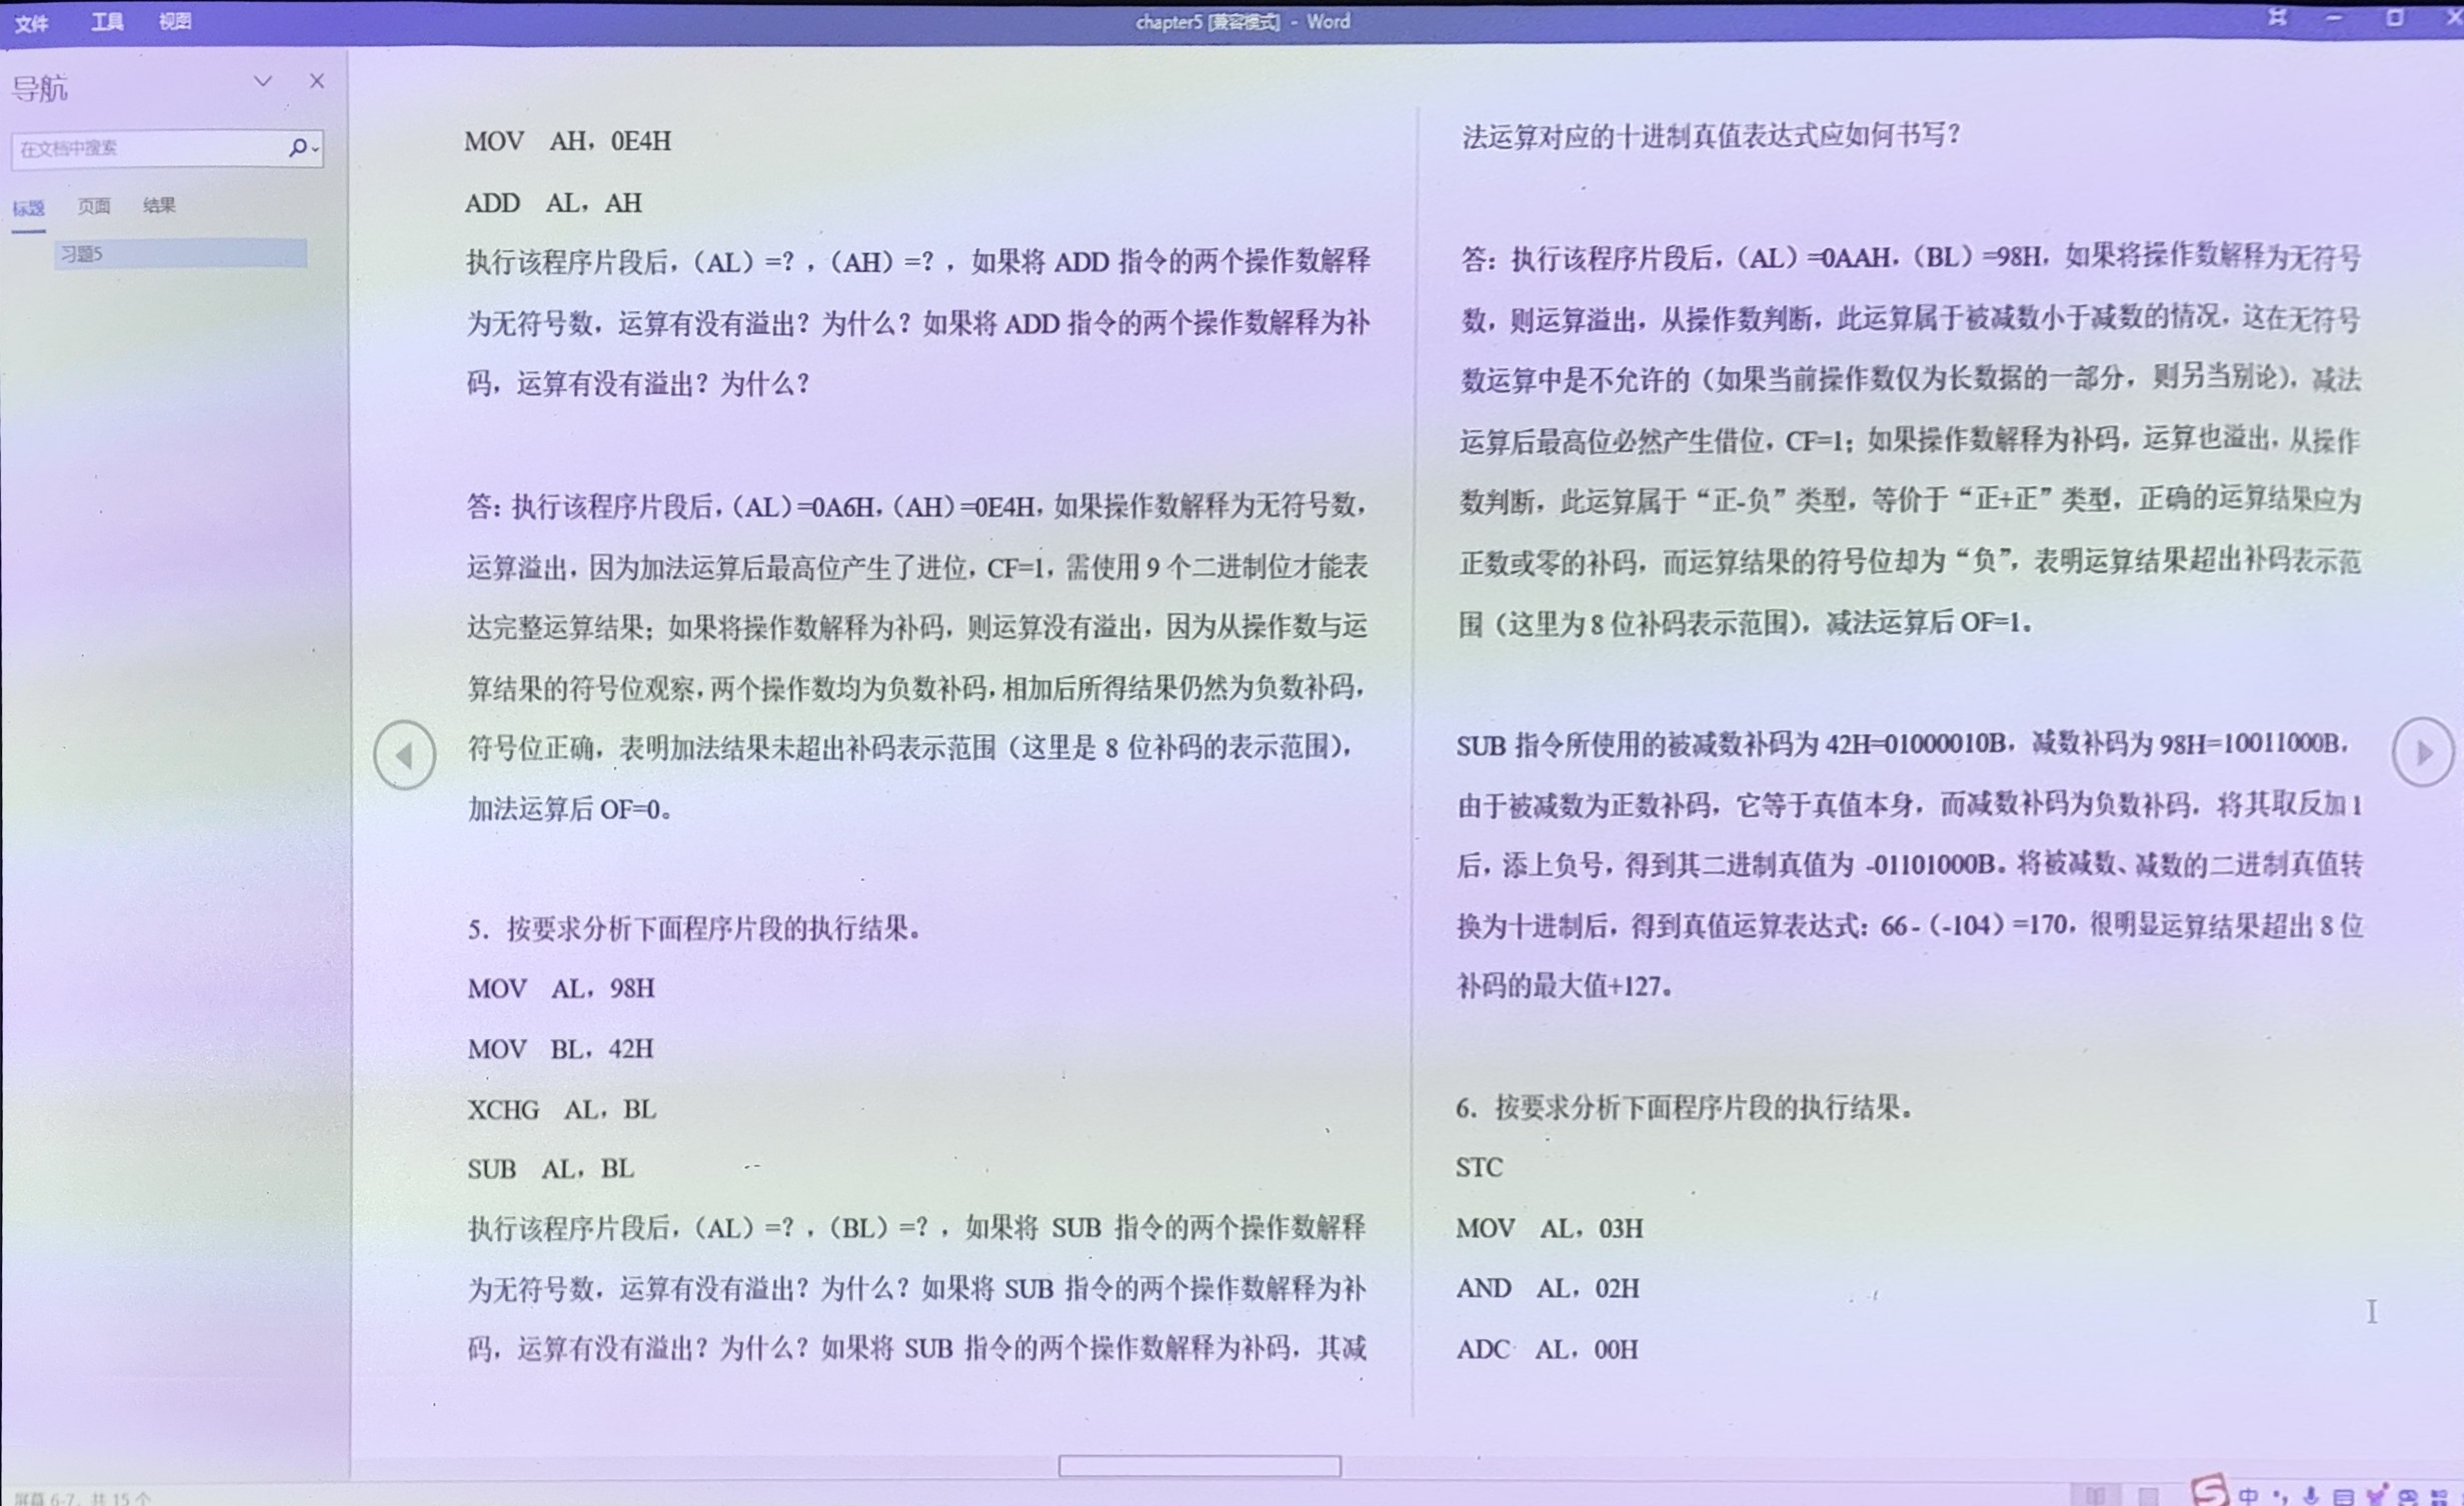 文件 工具 视图
chapter5 [兼容模式] - Word
导航
在文档中搜索
标题 页面 结果
习题5
MOV AH，0E4H
ADD AL，AH
执行该程序片段后，（AL）=？，（AH）=？，如果将 ADD 指令的两个操作数解释
为无符号数，运算有没有溢出？为什么？如果将 ADD 指令的两个操作数解释为补
码，运算有没有溢出？为什么？
答：执行该程序片段后，（AL）=0A6H，（AH）=0E4H，如果操作数解释为无符号数，
运算溢出，因为加法运算后最高位产生了进位，CF=1，需使用 9 个二进制位才能表
达完整运算结果；如果将操作数解释为补码，则运算没有溢出，因为从操作数与运
算结果的符号位观察，两个操作数均为负数补码，相加后所得结果仍然为负数补码，
符号位正确，表明加法结果未超出补码表示范围（这里是 8 位补码的表示范围），
加法运算后 OF=0。
5．按要求分析下面程序片段的执行结果。
MOV AL，98H
MOV BL，42H
XCHG AL，BL
SUB AL，BL
执行该程序片段后，（AL）=？，（BL）=？，如果将 SUB 指令的两个操作数解释
为无符号数，运算有没有溢出？为什么？如果将 SUB 指令的两个操作数解释为补
码，运算有没有溢出？为什么？如果将 SUB 指令的两个操作数解释为补码，其减
法运算对应的十进制真值表达式应如何书写？
答：执行该程序片段后，（AL）=0AAH，（BL）=98H，如果将操作数解释为无符号
数，则运算溢出，从操作数判断，此运算属于被减数小于减数的情况，这在无符号
数运算中是不允许的（如果当前操作数仅为长数据的一部分，则另当别论），减法
运算后最高位必然产生借位，CF=1；如果操作数解释为补码，运算也溢出，从操作
数判断，此运算属于“正-负”类型，等价于“正+正”类型，正确的运算结果应为
正数或零的补码，而运算结果的符号位却为“负”，表明运算结果超出补码表示范
围（这里为 8 位补码表示范围），减法运算后 OF=1。
SUB 指令所使用的被减数补码为 42H=01000010B，减数补码为 98H=10011000B，
由于被减数为正数补码，它等于真值本身，而减数补码为负数补码，将其取反加 1
后，添上负号，得到其二进制真值为 -01101000B。将被减数、减数的二进制真值转
换为十进制后，得到真值运算表达式：66-（-104）=170，很明显运算结果超出 8 位
补码的最大值+127。
6．按要求分析下面程序片段的执行结果。
STC
MOV AL，03H
AND AL，02H
ADC AL，00H
屏幕 6-7，共 15 个
中